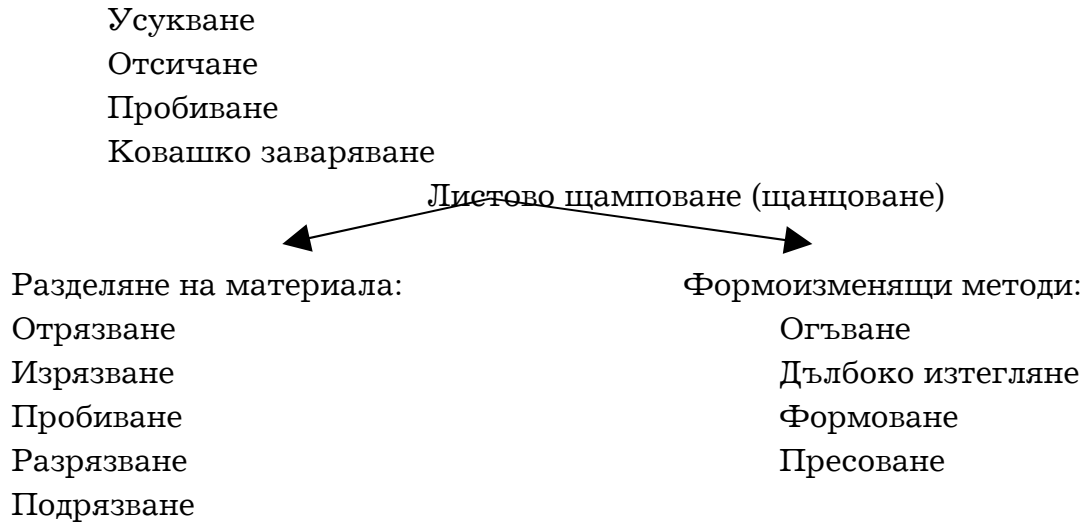 Усукване
Отсичане
Пробиване
Ковашко заваряване
Листово щамповане (щанцоване)
Разделяне на материала:
Отрязване
Изрязване
Пробиване
Разрязване
Подрязване
Формоизменящи методи:
Огъване
Дълбоко изтегляне
Формоване
Пресоване